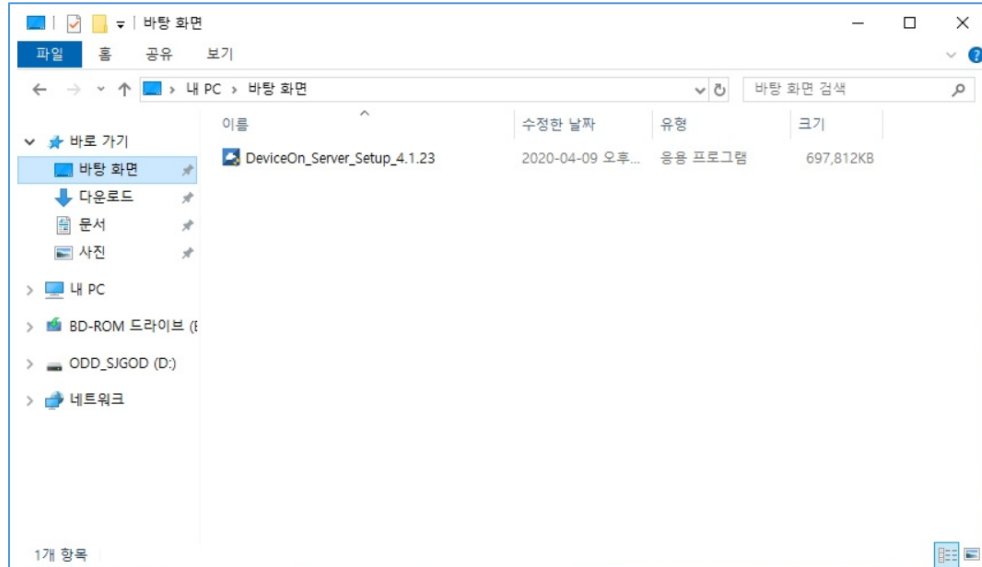 바탕 화면
파일 홈 공유 보기
내 PC › 바탕 화면
바탕 화면 검색
이름 수정한 날짜 유형 크기
바로 가기
바탕 화면
다운로드
문서
사진
내 PC
BD-ROM 드라이브 (E
ODD_SJGOD (D:)
네트워크
DeviceOn_Server_Setup_4.1.23 2020-04-09 오후... 응용 프로그램 697,812KB
1개 항목